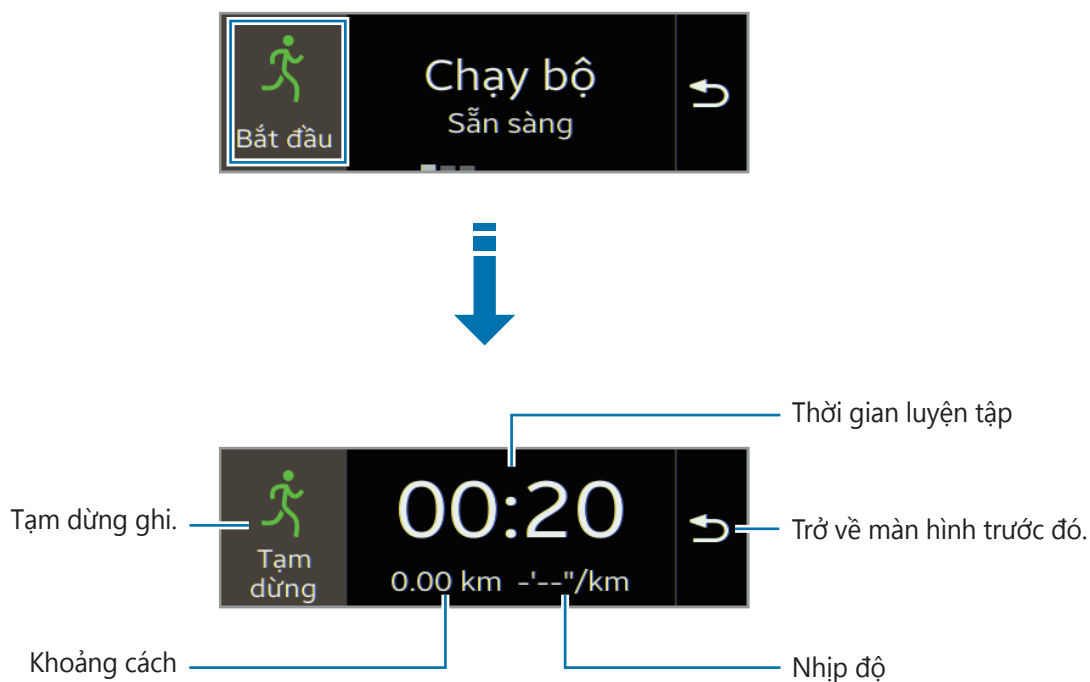 Chạy bộ
Sẵn sàng
Bắt đầu
Thời gian luyện tập
00:20
Tạm dừng ghi.
Trở về màn hình trước đó.
Tạm
dừng
0.00 km -'--"/km
Khoảng cách
Nhịp độ